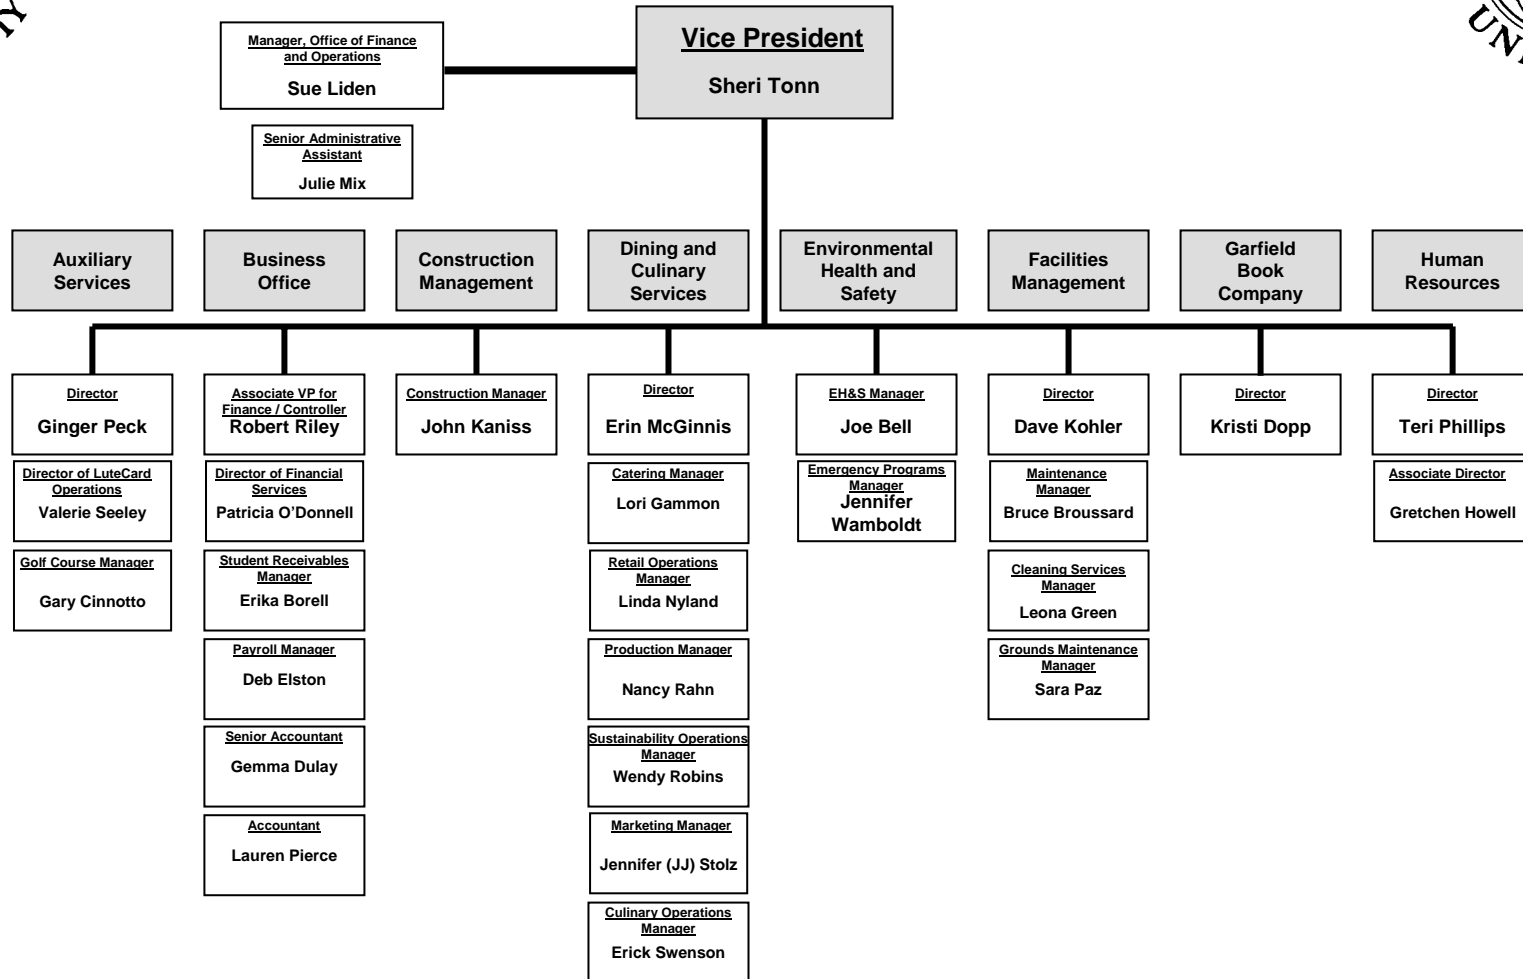 Manager, Office of Finance
and Operations
Sue Liden
Vice President
Sheri Tonn
Senior Administrative
Assistant
Julie Mix
Auxiliary
Services
Business
Office
Construction
Management
Dining and
Culinary
Services
Environmental
Health and
Safety
Facilities
Management
Garfield
Book
Company
Human
Resources
Director
Ginger Peck
Associate VP for
Finance / Controller
Robert Riley
Construction Manager
John Kaniss
Director
Erin McGinnis
EH&S Manager
Joe Bell
Director
Dave Kohler
Director
Kristi Dopp
Director
Teri Phillips
Director of LuteCard
Operations
Valerie Seeley
Director of Financial
Services
Patricia O’Donnell
Catering Manager
Lori Gammon
Emergency Programs
Manager
Jennifer
Wamboldt
Maintenance
Manager
Bruce Broussard
Associate Director
Gretchen Howell
Golf Course Manager
Gary Cinnotto
Student Receivables
Manager
Erika Borell
Retail Operations
Manager
Linda Nyland
Cleaning Services
Manager
Leona Green
Payroll Manager
Deb Elston
Production Manager
Nancy Rahn
Grounds Maintenance
Manager
Sara Paz
Senior Accountant
Gemma Dulay
Sustainability Operations
Manager
Wendy Robins
Accountant
Lauren Pierce
Marketing Manager
Jennifer (JJ) Stolz
Culinary Operations
Manager
Erick Swenson